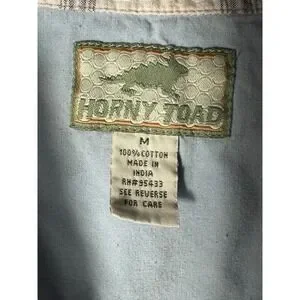 HORNY TOAD
M
100% COTTON
MADE IN
INDIA
RN#95433
SEE REVERSE
FOR CARE